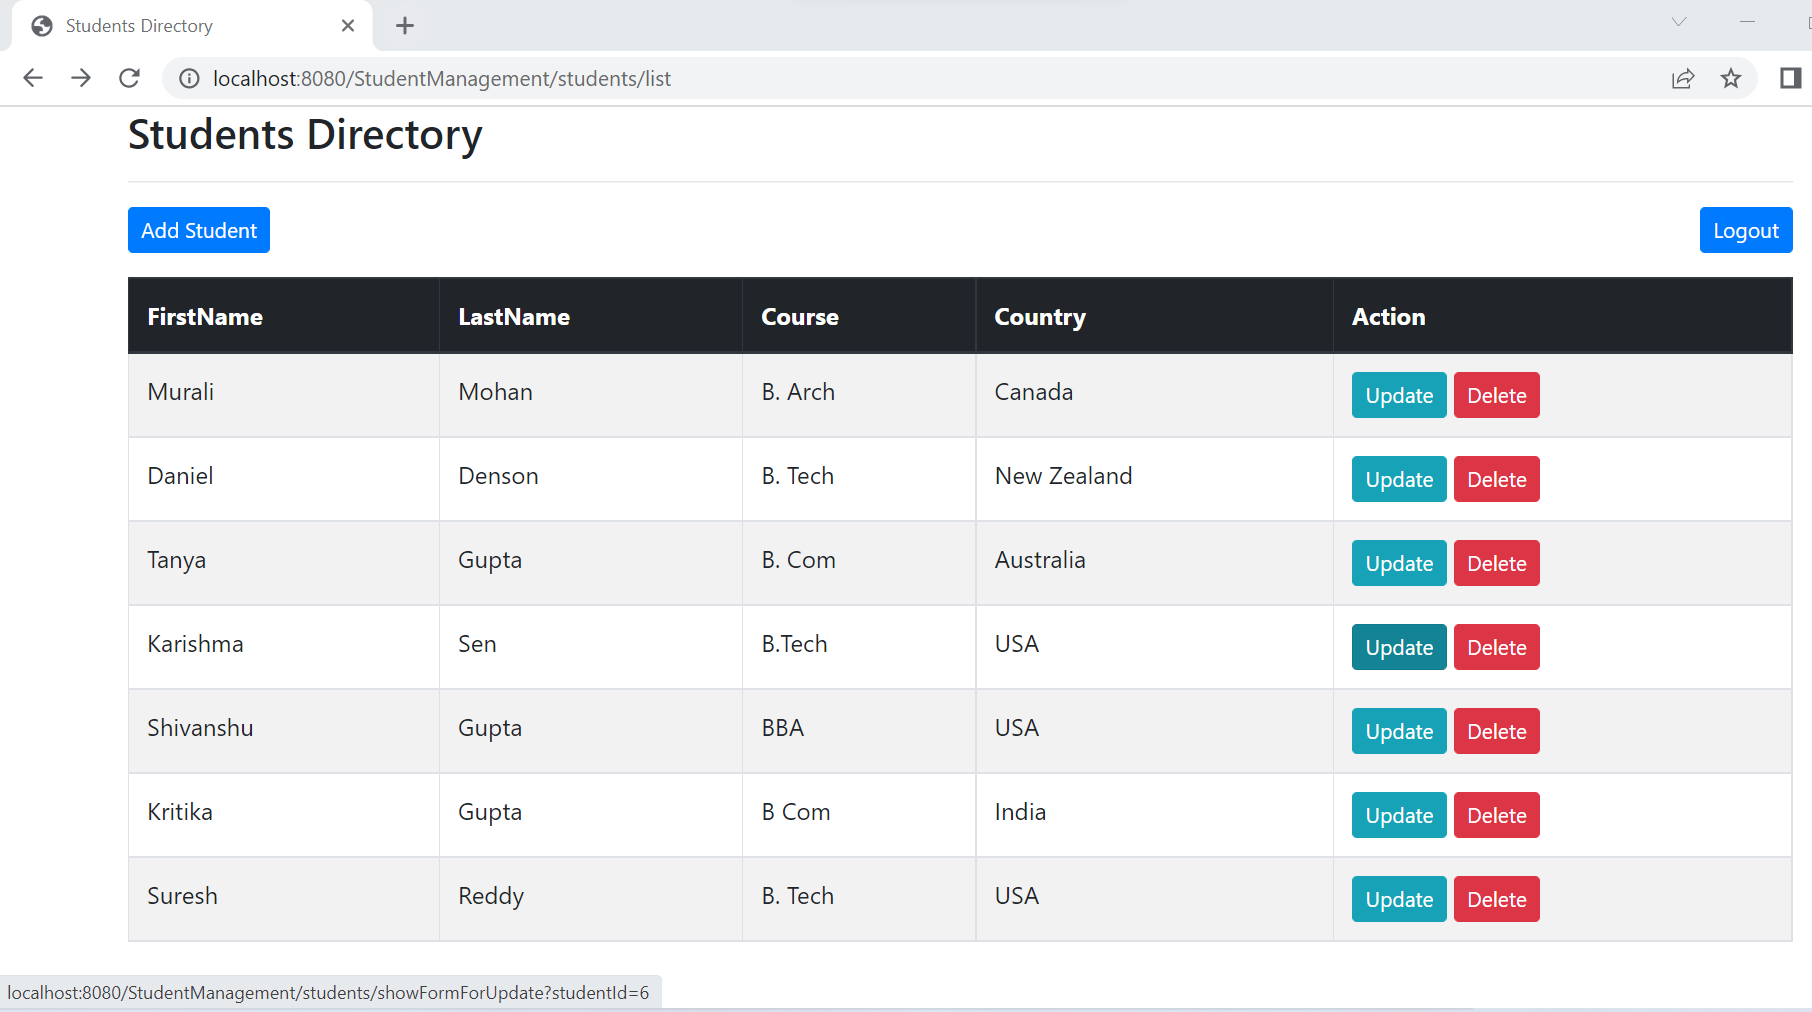 Students Directory
localhost:8080/StudentManagement/students/list
Students Directory
Add Student Logout
FirstName LastName Course Country Action
Murali Mohan B. Arch Canada Update Delete
Daniel Denson B. Tech New Zealand Update Delete
Tanya Gupta B. Com Australia Update Delete
Karishma Sen B.Tech USA Update Delete
Shivanshu Gupta BBA USA Update Delete
Kritika Gupta B Com India Update Delete
Suresh Reddy B. Tech USA Update Delete
localhost:8080/StudentManagement/students/showFormForUpdate?studentId=6